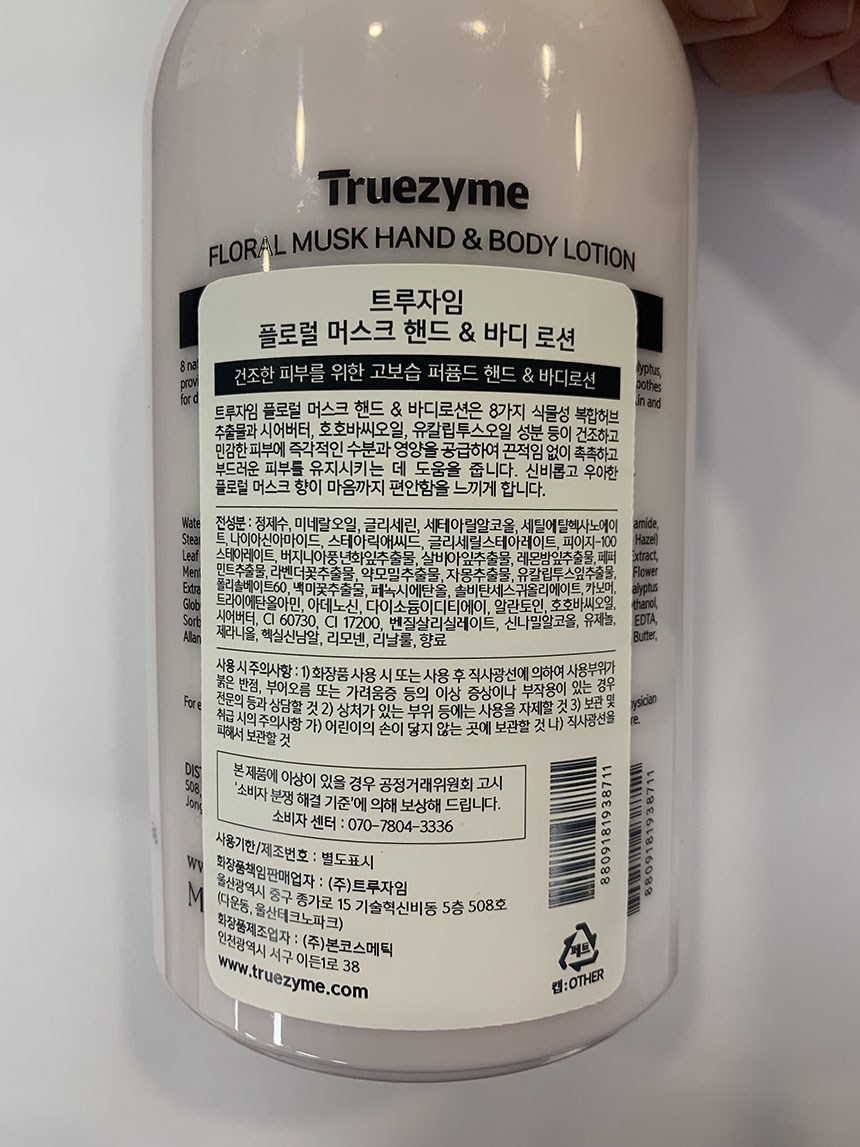 Truezyme
FLORAL MUSK HAND & BODY LOTION
트루자임
플로럴 머스크 핸드 & 바디 로션
건조한 피부를 위한 고보습 퍼퓸드 핸드 & 바디로션
8 nat
provi
for d
lyptus,
oothes
in and
트루자임 플로럴 머스크 핸드 & 바디로션은 8가지 식물성 복합허브
추출물과 시어버터, 호호바씨오일, 유칼립투스오일 성분 등이 건조하고
민감한 피부에 즉각적인 수분과 영양을 공급하여 끈적임 없이 촉촉하고
부드러운 피부를 유지시키는 데 도움을 줍니다. 신비롭고 우아한
플로럴 머스크 향이 마음까지 편안함을 느끼게 합니다.
전성분 : 정제수, 미네랄오일, 글리세린, 세테아릴알코올, 세틸에틸헥사노에이
트, 나이아신아마이드, 스테아릭애씨드, 글리세릴스테아레이트, 피이지-100
스테아레이트, 버지니아풍년화잎추출물, 살비아잎추출물, 레몬밤잎추출물, 페퍼
민트추출물, 라벤더꽃추출물, 약모밀추출물, 자몽추출물, 유칼립투스잎추출물,
폴리솔베이트60, 백미꽃추출물, 페녹시에탄올, 솔비탄세스퀴올리에이트, 카보머,
트라이에탄올아민, 아데노신, 다이소듐이디티에이, 알란토인, 호호바씨오일,
시어버터, CI 60730, CI 17200, 벤질살리실레이트, 신나밀알코올, 유제놀,
제라니올, 헥실신남알, 리모넨, 리날룰, 향료
Wate
Stear
Leaf
Ment
Extra
Glob
Sorb
Allan
amide,
Hazel)
Extract,
Flower
alyptus
thanol,
EDTA,
Butter,
사용 시 주의사항 : 1) 화장품 사용 시 또는 사용 후 직사광선에 의하여 사용부위가
붉은 반점, 부어오름 또는 가려움증 등의 이상 증상이나 부작용이 있는 경우
전문의 등과 상담할 것 2) 상처가 있는 부위 등에는 사용을 자제할 것 3) 보관 및
취급 시의 주의사항 가) 어린이의 손이 닿지 않는 곳에 보관할 것 나) 직사광선을
피해서 보관할 것
For e
ysician
re.
본 제품에 이상이 있을 경우 공정거래위원회 고시
'소비자 분쟁 해결 기준'에 의해 보상해 드립니다.
소비자 센터 : 070-7804-3336
DIS
508,
Jong
사용기한/제조번호 : 별도표시
화장품책임판매업자 : (주)트루자임
울산광역시 중구 종가로 15 기술혁신비동 5층 508호
(다운동, 울산테크노파크)
화장품제조업자 : (주)본코스메틱
인천광역시 서구 이든1로 38
www.truezyme.com
8809181938711
8809181938711
페트
캡:OTHER